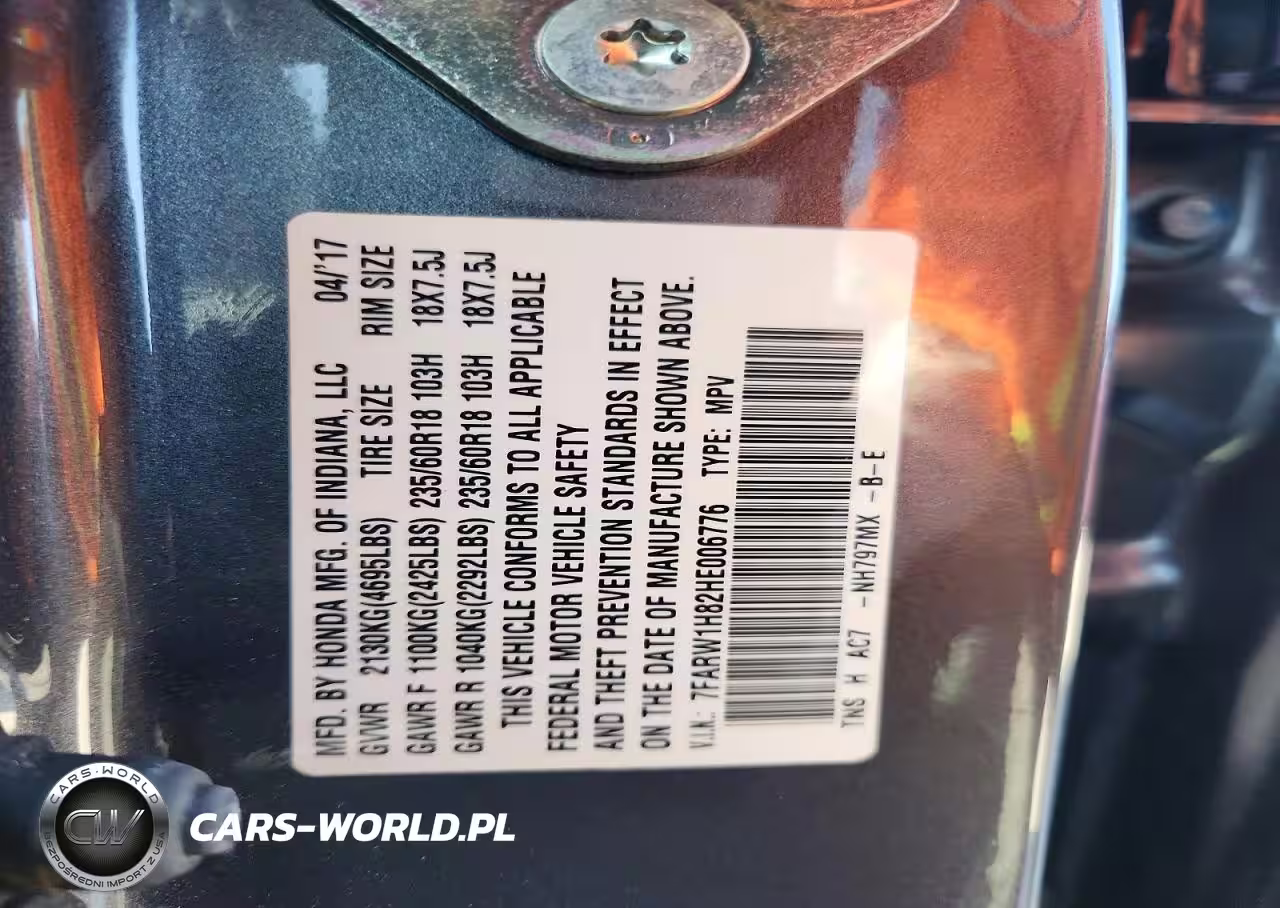 MFD. BY HONDA MFG. OF INDIANA, LLC 04/'17
GVWR 2130KG(4695LBS) TIRE SIZE RIM SIZE
GAWR F 1100KG(2425LBS) 235/60R18 103H 18X7.5J
GAWR R 1040KG(2292LBS) 235/60R18 103H 18X7.5J
THIS VEHICLE CONFORMS TO ALL APPLICABLE
FEDERAL MOTOR VEHICLE SAFETY
AND THEFT PREVENTION STANDARDS IN EFFECT
ON THE DATE OF MANUFACTURE SHOWN ABOVE.
V.I.N.: 7FARW1H82HE006776 TYPE: MPV
TNS H AC7 -NH797MX -B-E
CARS-WORLD
CW
BEZPOŚREDNI IMPORT Z USA
CARS-WORLD.PL